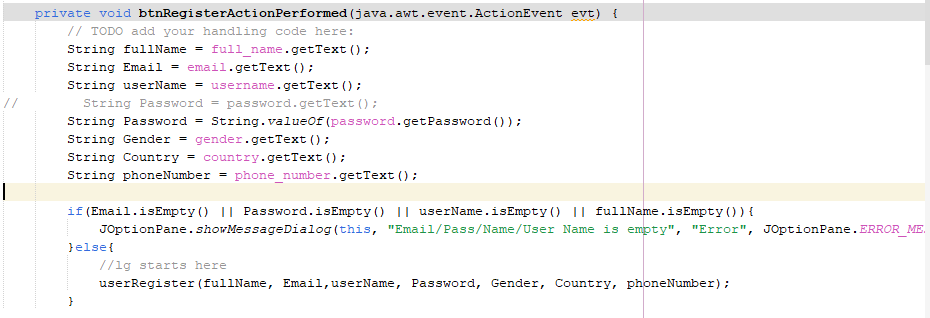 private void btnRegisterActionPerformed(java.awt.event.ActionEvent evt) {
// TODO add your handling code here:
String fullName = full_name.getText();
String Email = email.getText();
String userName = username.getText();
// String Password = password.getText();
String Password = String.valueOf(password.getPassword());
String Gender = gender.getText();
String Country = country.getText();
String phoneNumber = phone_number.getText();
if(Email.isEmpty() || Password.isEmpty() || userName.isEmpty() || fullName.isEmpty()){
JOptionPane.showMessageDialog(this, "Email/Pass/Name/User Name is empty", "Error", JOptionPane.ERROR_ME
}else{
//lg starts here
userRegister(fullName, Email,userName, Password, Gender, Country, phoneNumber);
}